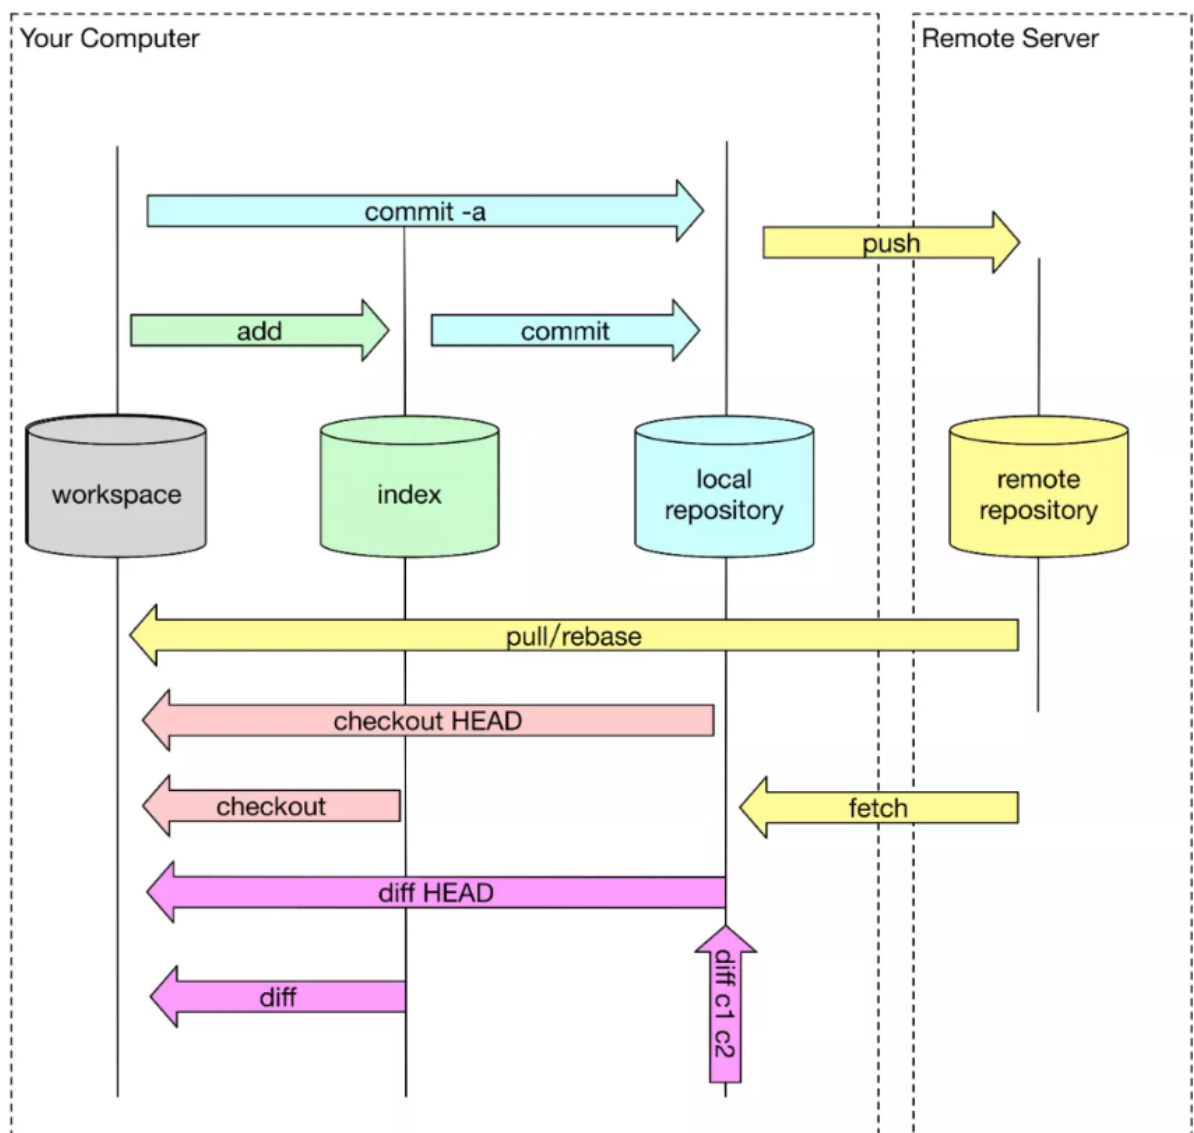 Your Computer
Remote Server
commit -a
push
add
commit
workspace
index
local
repository
remote
repository
pull/rebase
checkout HEAD
checkout
fetch
diff HEAD
diff
diff c1 c2